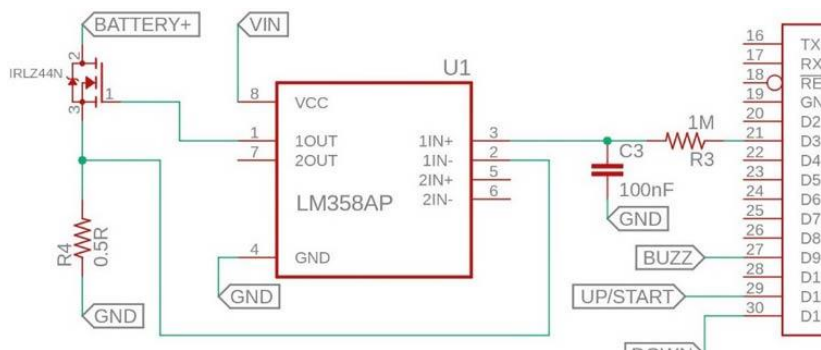 BATTERY+
VIN
2
IRLZ44N
1
3
U1
8 VCC
1 1OUT
7 2OUT
1IN+ 3
1IN- 2
2IN+ 5
2IN- 6
LM358AP
4 GND
GND
R4
0.5R
GND
C3
100nF
GND
1M
R3
16 TX
17 RX
18 RE
19 GN
20 D2
21 D3
22 D4
23 D5
24 D6
25 D7
26 D8
BUZZ 27 D9
28 D1
UP/START 29 D1
30 D1
DOWN